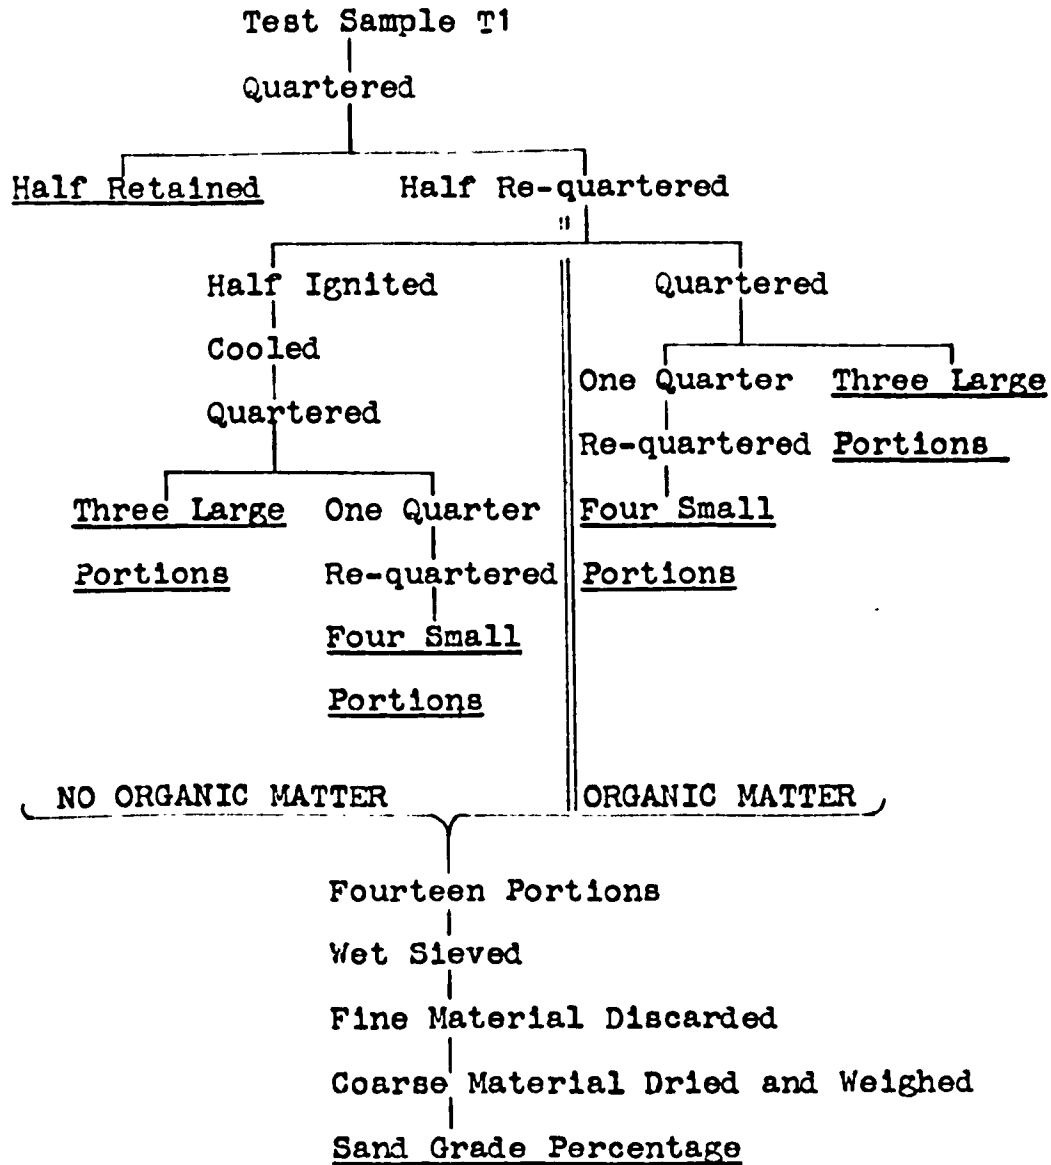 Test Sample T1
Quartered
Half Retained
Half Re-quartered
Half Ignited
Quartered
Cooled
Quartered
One Quarter
Three Large
Re-quartered
Portions
Four Small
Portions
Three Large
Portions
One Quarter
Re-quartered
Four Small
Portions
NO ORGANIC MATTER
ORGANIC MATTER
Fourteen Portions
Wet Sieved
Fine Material Discarded
Coarse Material Dried and Weighed
Sand Grade Percentage